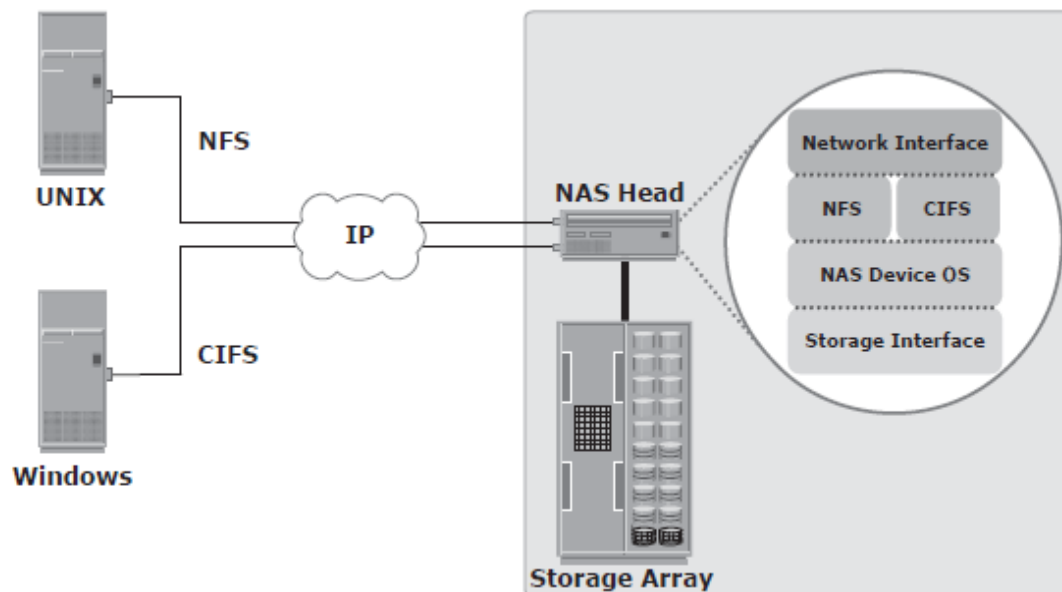 UNIX
NFS
IP
CIFS
Windows
NAS Head
Storage Array
Network Interface
NFS
CIFS
NAS Device OS
Storage Interface